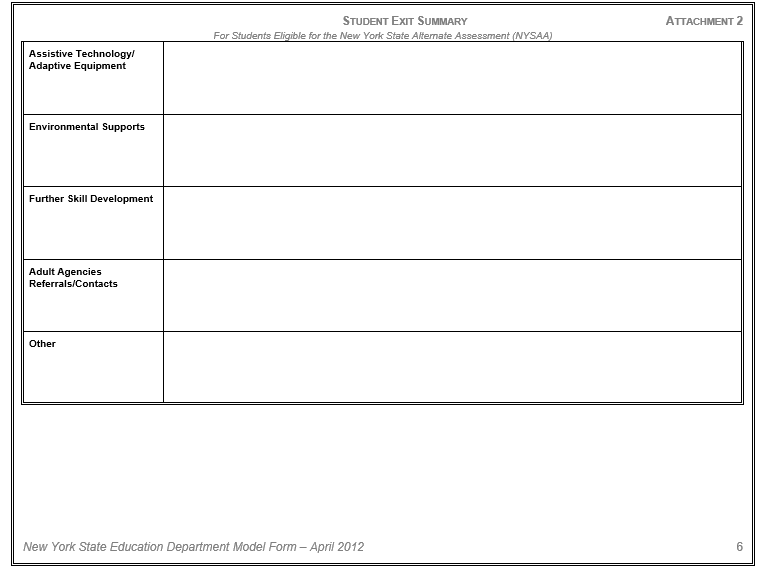 STUDENT EXIT SUMMARY ATTACHMENT 2
For Students Eligible for the New York State Alternate Assessment (NYSAA)
Assistive Technology/
Adaptive Equipment
Environmental Supports
Further Skill Development
Adult Agencies
Referrals/Contacts
Other
New York State Education Department Model Form – April 2012 6